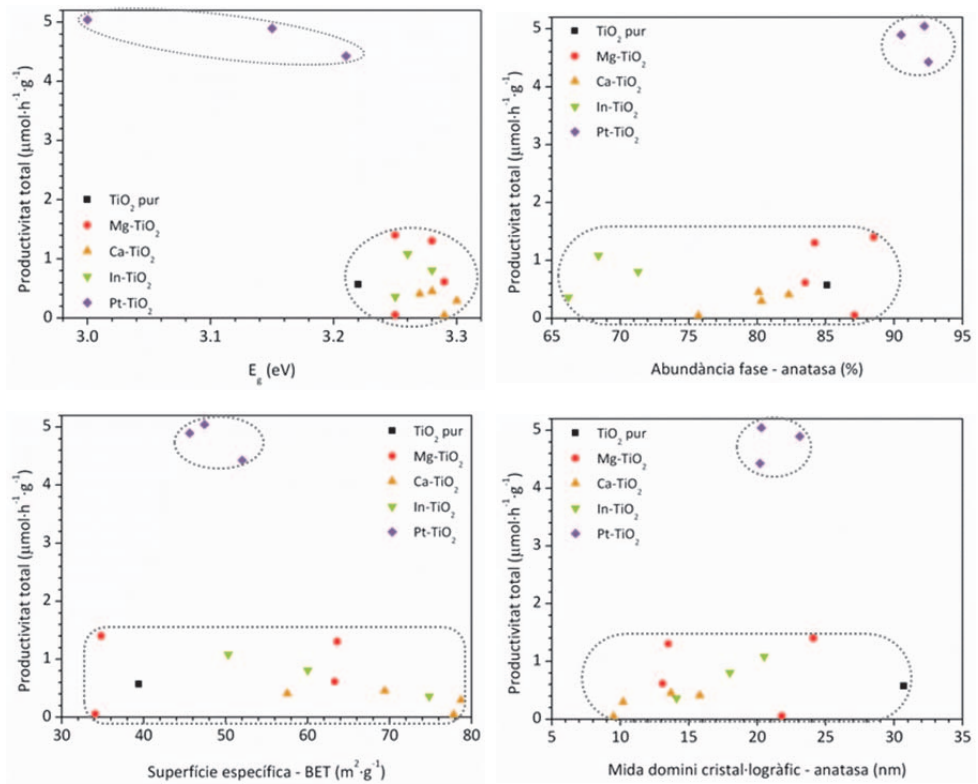 Productivitat total (µmol·h⁻¹·g⁻¹)
5
4
3
2
1
0
TiO₂ pur
Mg-TiO₂
Ca-TiO₂
In-TiO₂
Pt-TiO₂
3.0
3.1
3.2
3.3
E_g (eV)
Productivitat total (µmol·h⁻¹·g⁻¹)
5
4
3
2
1
0
TiO₂ pur
Mg-TiO₂
Ca-TiO₂
In-TiO₂
Pt-TiO₂
65
70
75
80
85
90
95
Abundància fase - anatasa (%)
Productivitat total (µmol·h⁻¹·g⁻¹)
5
4
3
2
1
0
TiO₂ pur
Mg-TiO₂
Ca-TiO₂
In-TiO₂
Pt-TiO₂
30
40
50
60
70
80
Superfície específica - BET (m²·g⁻¹)
Productivitat total (µmol·h⁻¹·g⁻¹)
5
4
3
2
1
0
TiO₂ pur
Mg-TiO₂
Ca-TiO₂
In-TiO₂
Pt-TiO₂
5
10
15
20
25
30
35
Mida domini cristal·logràfic - anatasa (nm)